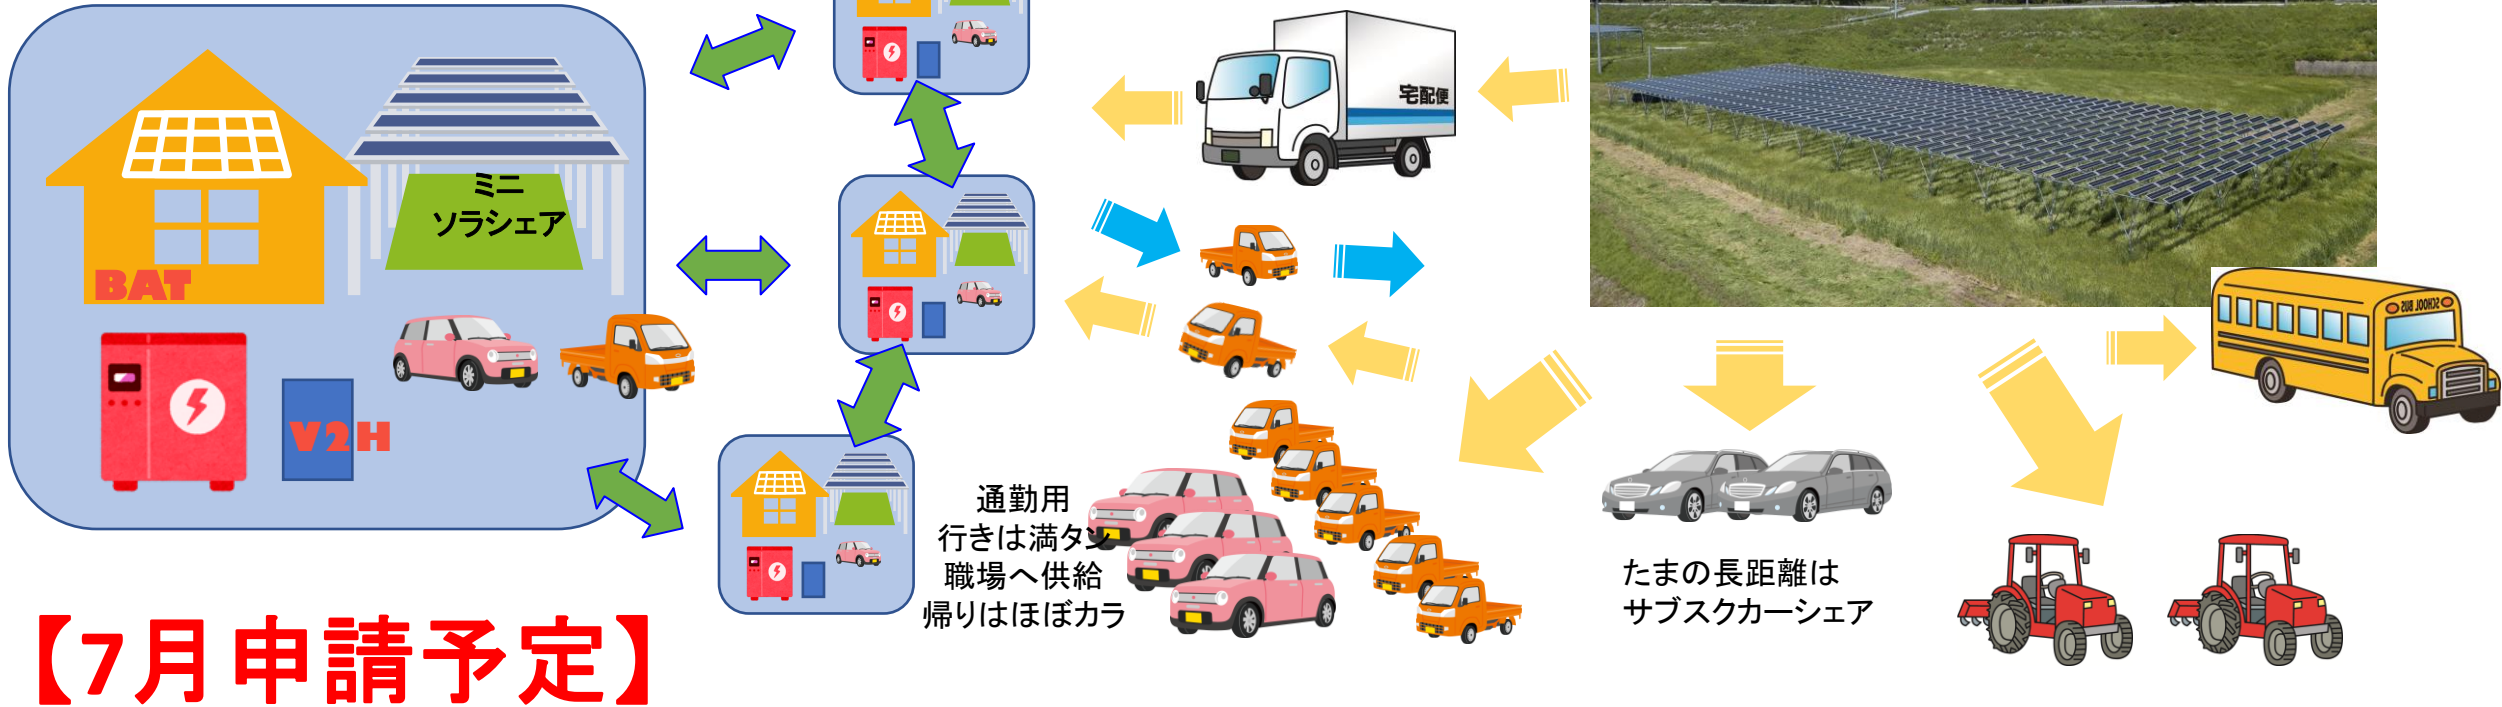 ミニ
ソラシェア
BAT
V2H
宅配便
SCHOOL BUS
通勤用
行きは満タン
職場へ供給
帰りはほぼカラ
たまの長距離は
サブスクカーシェア
【7月申請予定】